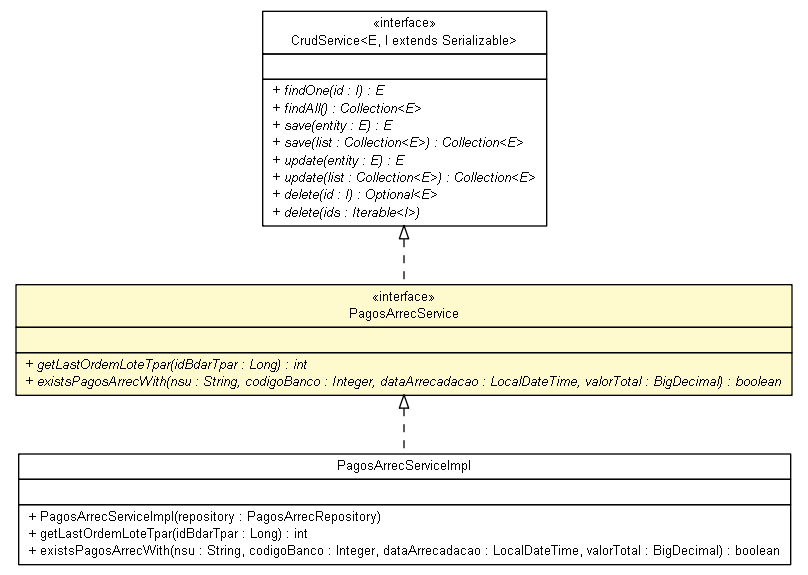 «interface»
CrudService<E, I extends Serializable>
+ findOne(id : I) : E
+ findAll() : Collection<E>
+ save(entity : E) : E
+ save(list : Collection<E>) : Collection<E>
+ update(entity : E) : E
+ update(list : Collection<E>) : Collection<E>
+ delete(id : I) : Optional<E>
+ delete(ids : Iterable<I>)
«interface»
PagosArrecService
+ getLastOrdemLoteTpar(idBdarTpar : Long) : int
+ existsPagosArrecWith(nsu : String, codigoBanco : Integer, dataArrecadacao : LocalDateTime, valorTotal : BigDecimal) : boolean
PagosArrecServiceImpl
+ PagosArrecServiceImpl(repository : PagosArrecRepository)
+ getLastOrdemLoteTpar(idBdarTpar : Long) : int
+ existsPagosArrecWith(nsu : String, codigoBanco : Integer, dataArrecadacao : LocalDateTime, valorTotal : BigDecimal) : boolean